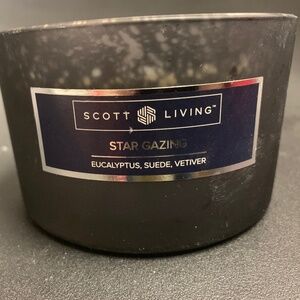 SCOTT LIVING™
STAR GAZING
EUCALYPTUS, SUEDE, VETIVER